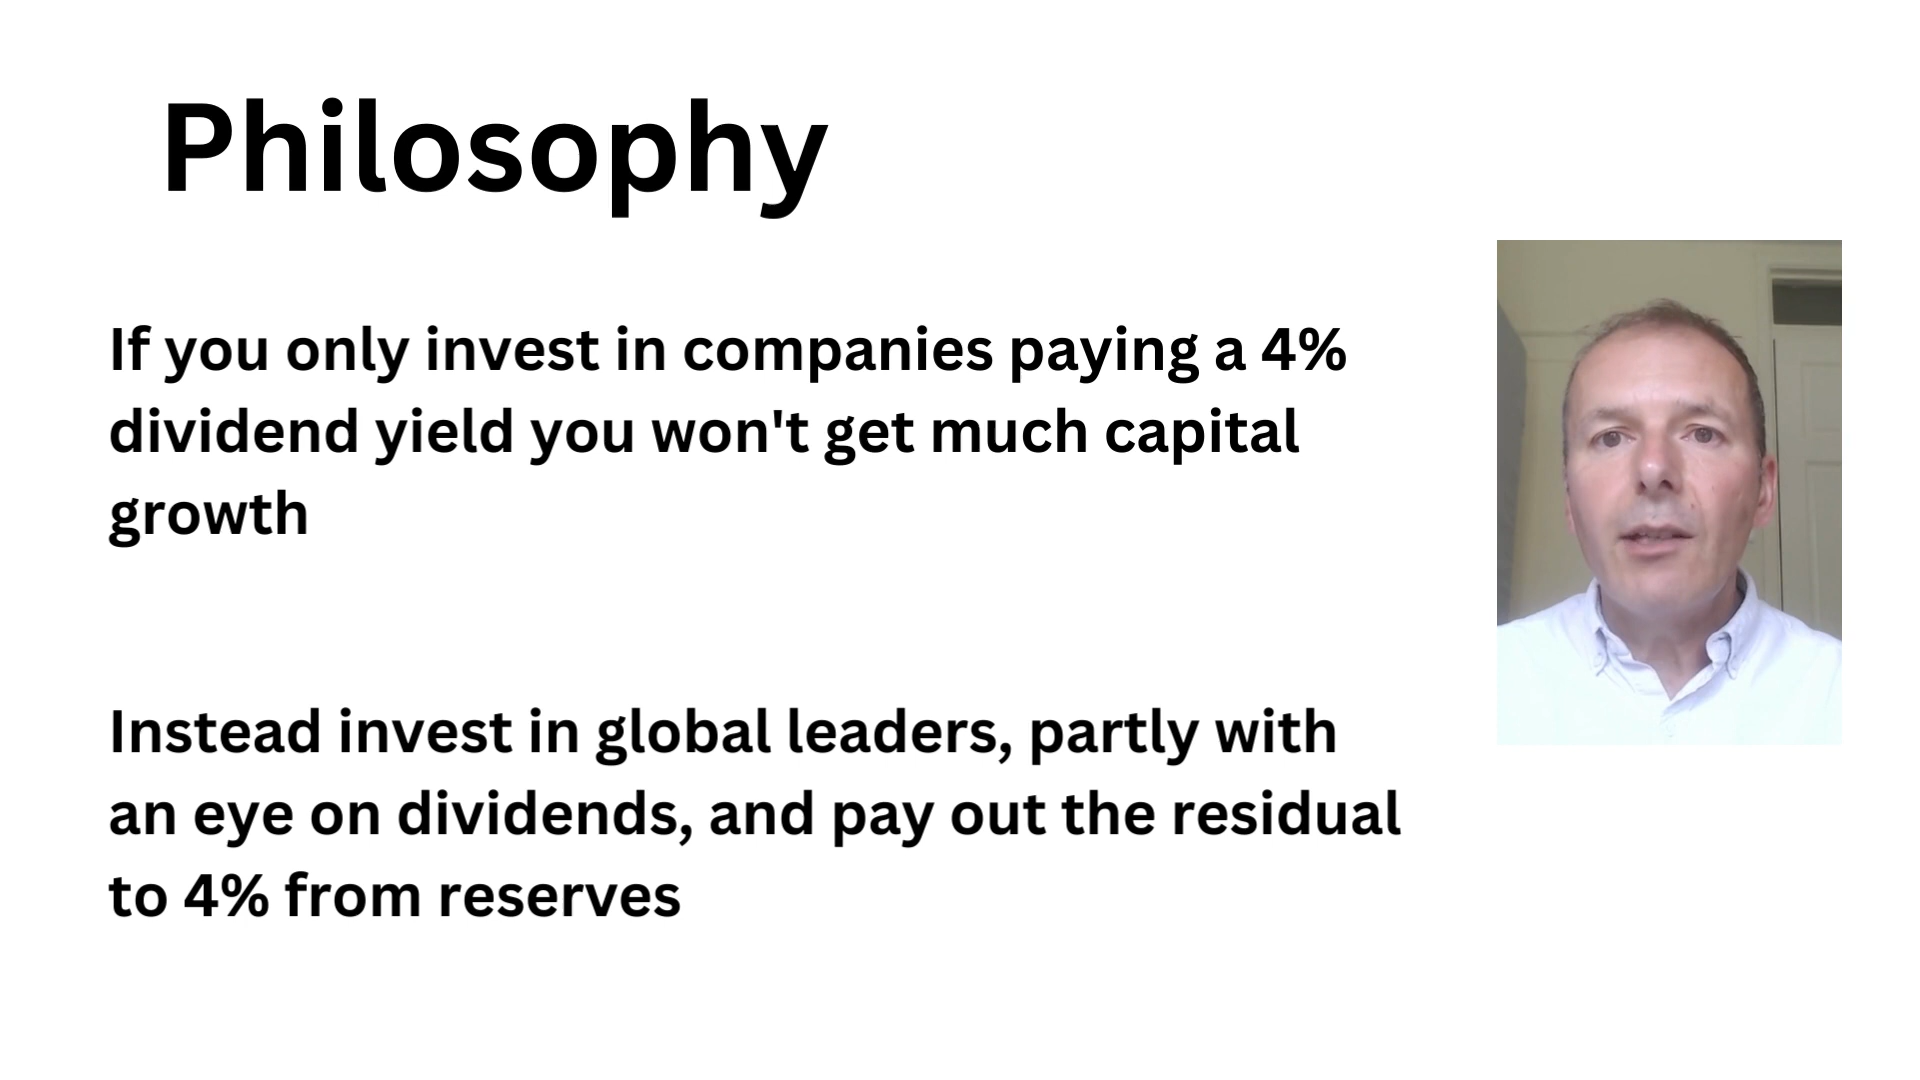 Philosophy
If you only invest in companies paying a 4%
dividend yield you won't get much capital
growth
Instead invest in global leaders, partly with
an eye on dividends, and pay out the residual
to 4% from reserves